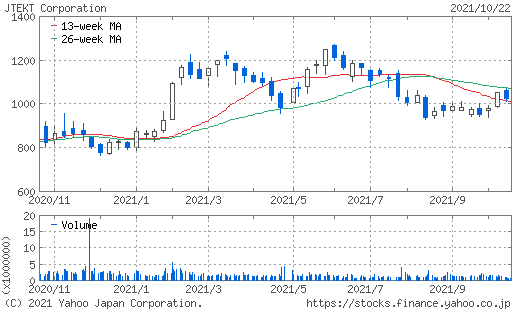 JTEKT Corporation 2021/10/22
1400
13-week MA
26-week MA
1200
1000
800
600
2020/11 2021/1 2021/3 2021/5 2021/7 2021/9
20
Volume
15
10
5
0
(x1000000)
2020/11 2021/1 2021/3 2021/5 2021/7 2021/9
(C) 2021 Yahoo Japan Corporation. https://stocks.finance.yahoo.co.jp/